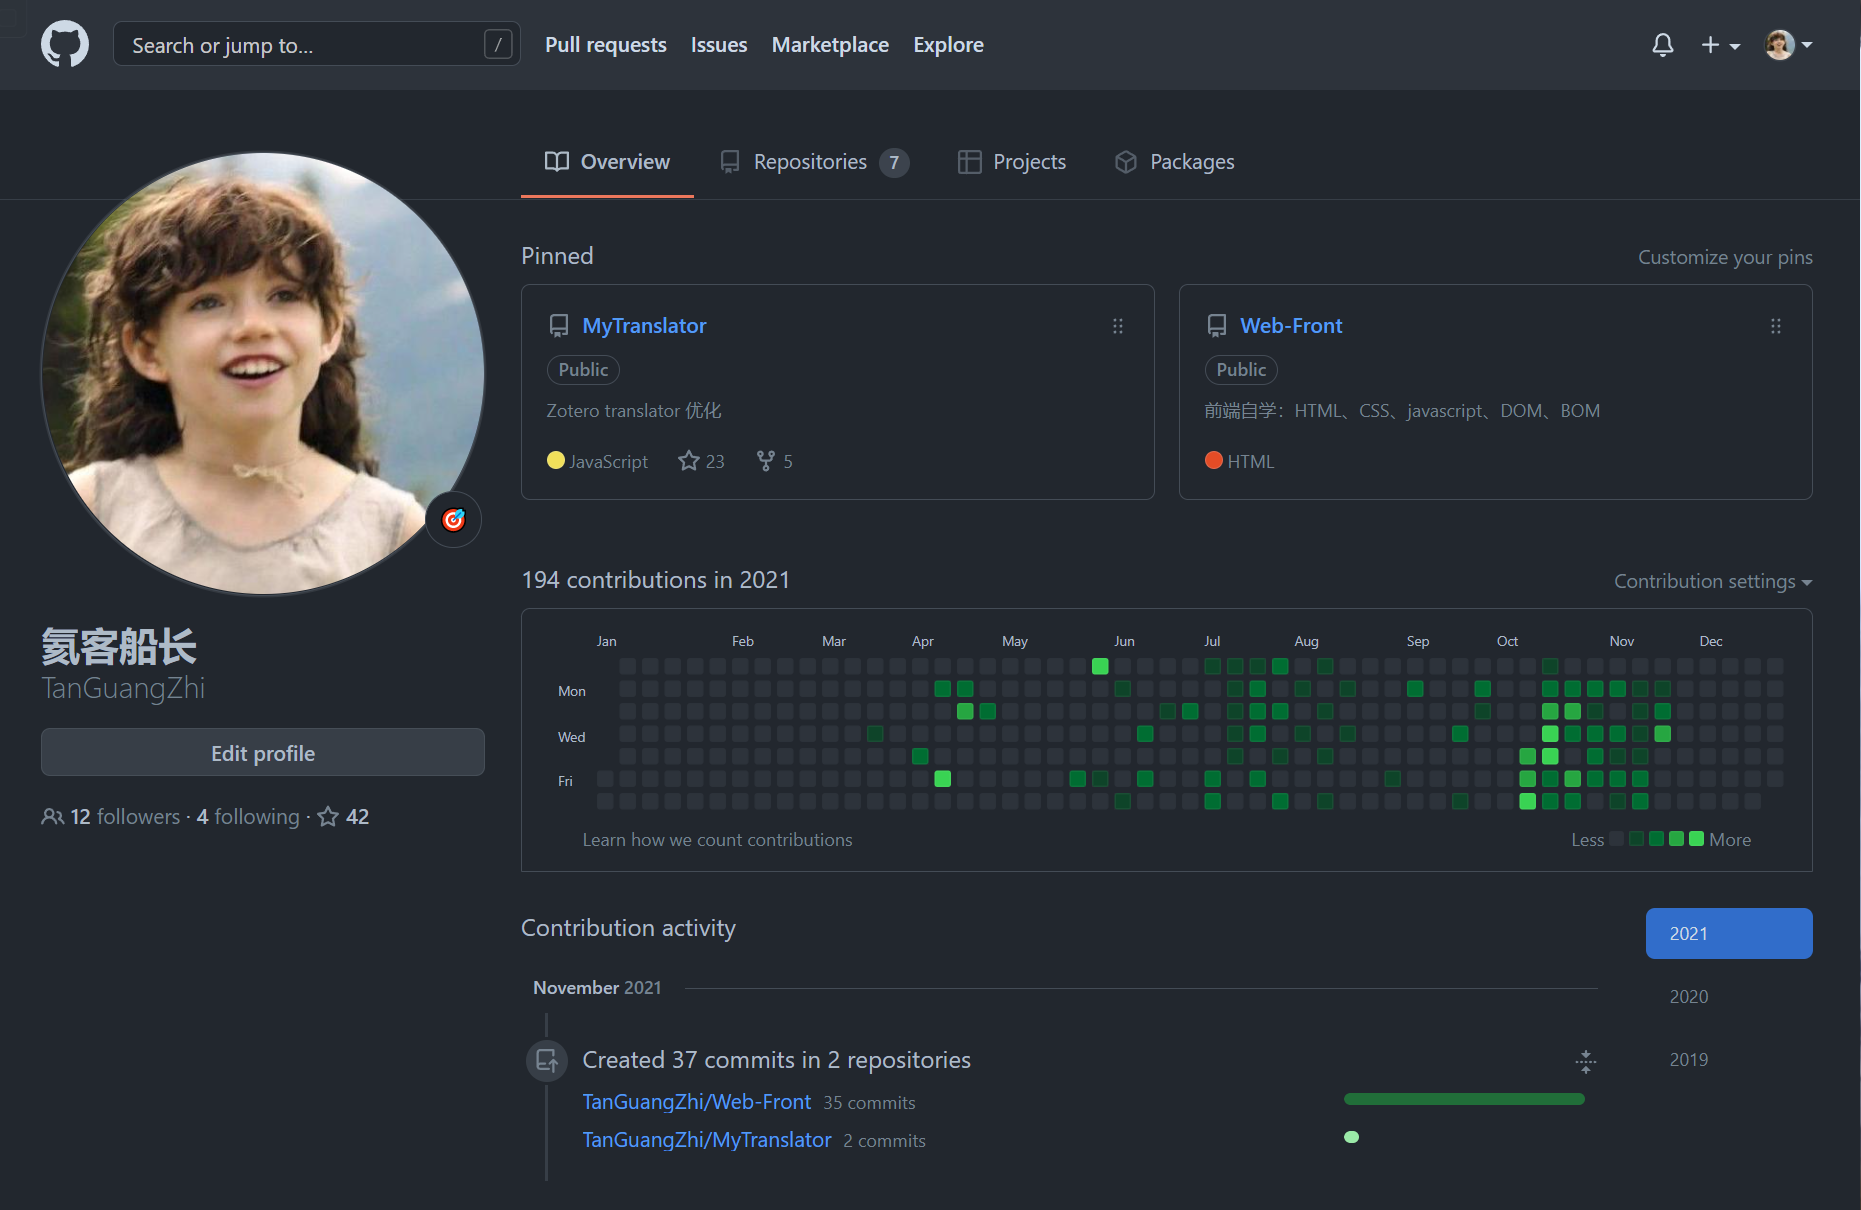 Search or jump to... /
Pull requests Issues Marketplace Explore
Overview Repositories 7 Projects Packages
氦客船长
TanGuangZhi
Edit profile
12 followers · 4 following · 42
Pinned
Customize your pins
MyTranslator
Public
Zotero translator 优化
JavaScript 23 5
Web-Front
Public
前端自学：HTML、CSS、javascript、DOM、BOM
HTML
194 contributions in 2021
Contribution settings
Jan Feb Mar Apr May Jun Jul Aug Sep Oct Nov Dec
Mon
Wed
Fri
Learn how we count contributions
Less More
Contribution activity
2021
2020
2019
November 2021
Created 37 commits in 2 repositories
TanGuangZhi/Web-Front 35 commits
TanGuangZhi/MyTranslator 2 commits